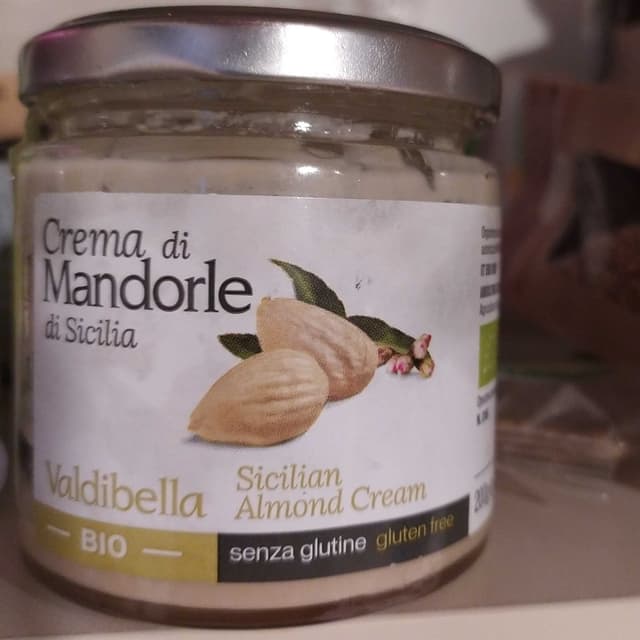 Crema di
Mandorle
di Sicilia
Valdibella
Sicilian
Almond Cream
BIO
senza glutine gluten free